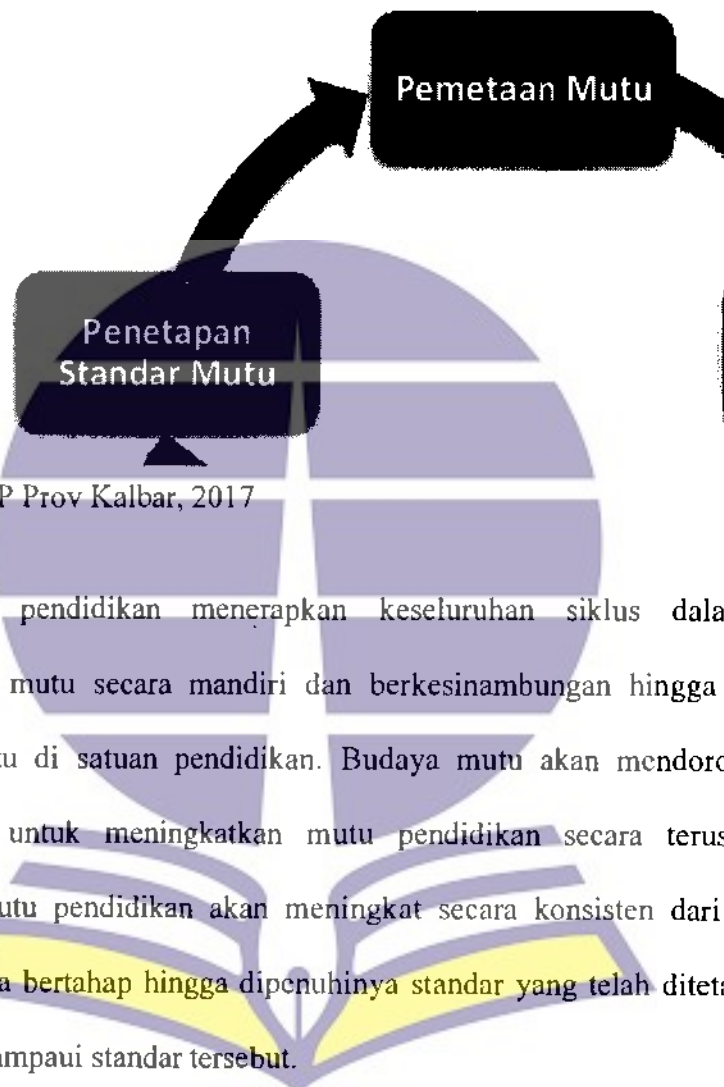 Pemetaan Mutu
Penetapan
Standar Mutu
P Prov Kalbar, 2017
pendidikan menerapkan keseluruhan siklus dala
mutu secara mandiri dan berkesinambungan hingga
u di satuan pendidikan. Budaya mutu akan mendoro
untuk meningkatkan mutu pendidikan secara terus
utu pendidikan akan meningkat secara konsisten dari
a bertahap hingga dipenuhinya standar yang telah diteta
ampaui standar tersebut.